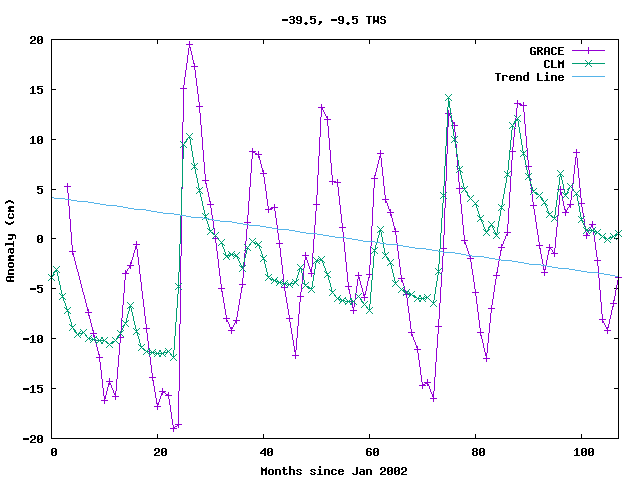 -39.5, -9.5 TWS
GRACE
CLM
Trend Line
Anomaly (cm)
20
15
10
5
0
-5
-10
-15
-20
0 20 40 60 80 100
Months since Jan 2002